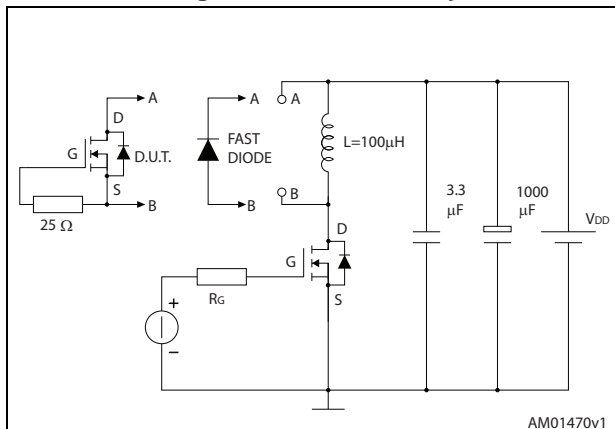 A
D
G
D.U.T.
S
B
25 Ω
A
FAST
DIODE
B
A
L=100μH
B
D
G
S
RG
+
−
3.3
μF
1000
μF
VDD
AM01470v1